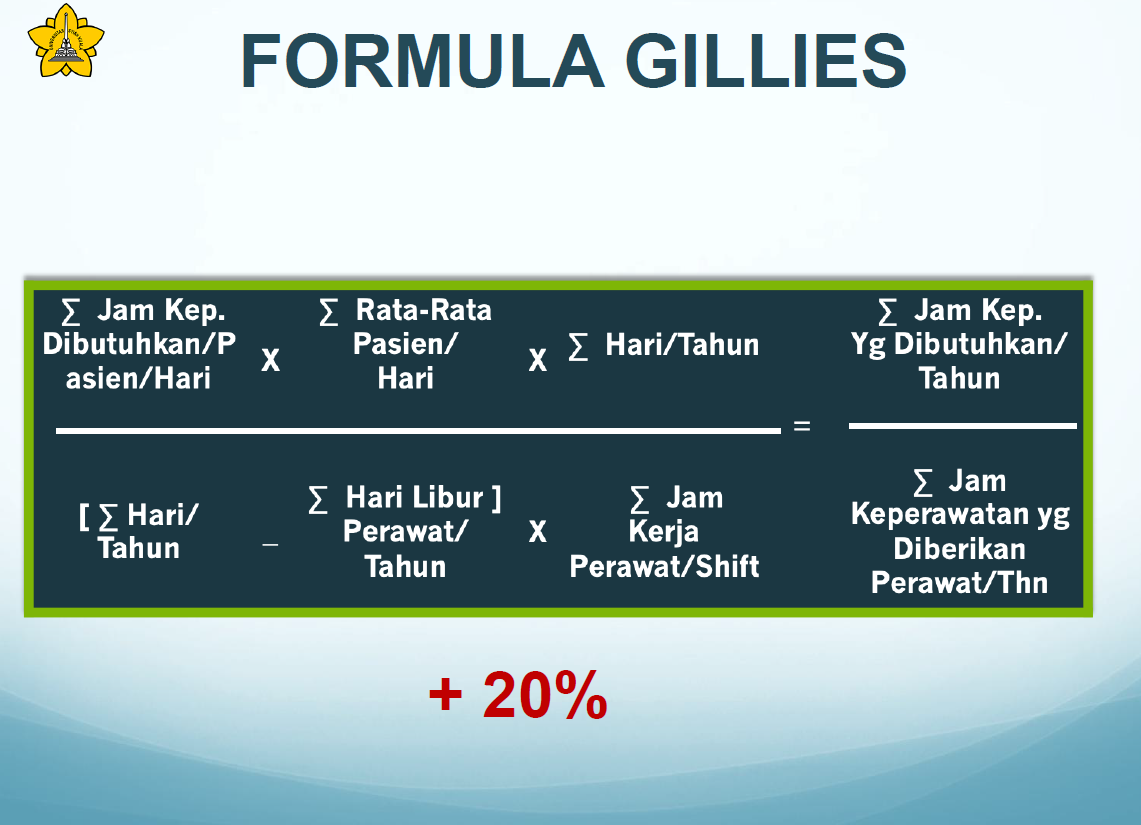 FORMULA GILLIES
∑ Jam Kep.
Dibutuhkan/P
asien/Hari
X
∑ Rata-Rata
Pasien/
Hari
X
∑ Hari/Tahun
[ ∑ Hari/
Tahun
_
∑ Hari Libur ]
Perawat/
Tahun
X
∑ Jam
Kerja
Perawat/Shift
=
∑ Jam Kep.
Yg Dibutuhkan/
Tahun
∑ Jam
Keperawatan yg
Diberikan
Perawat/Thn
+ 20%